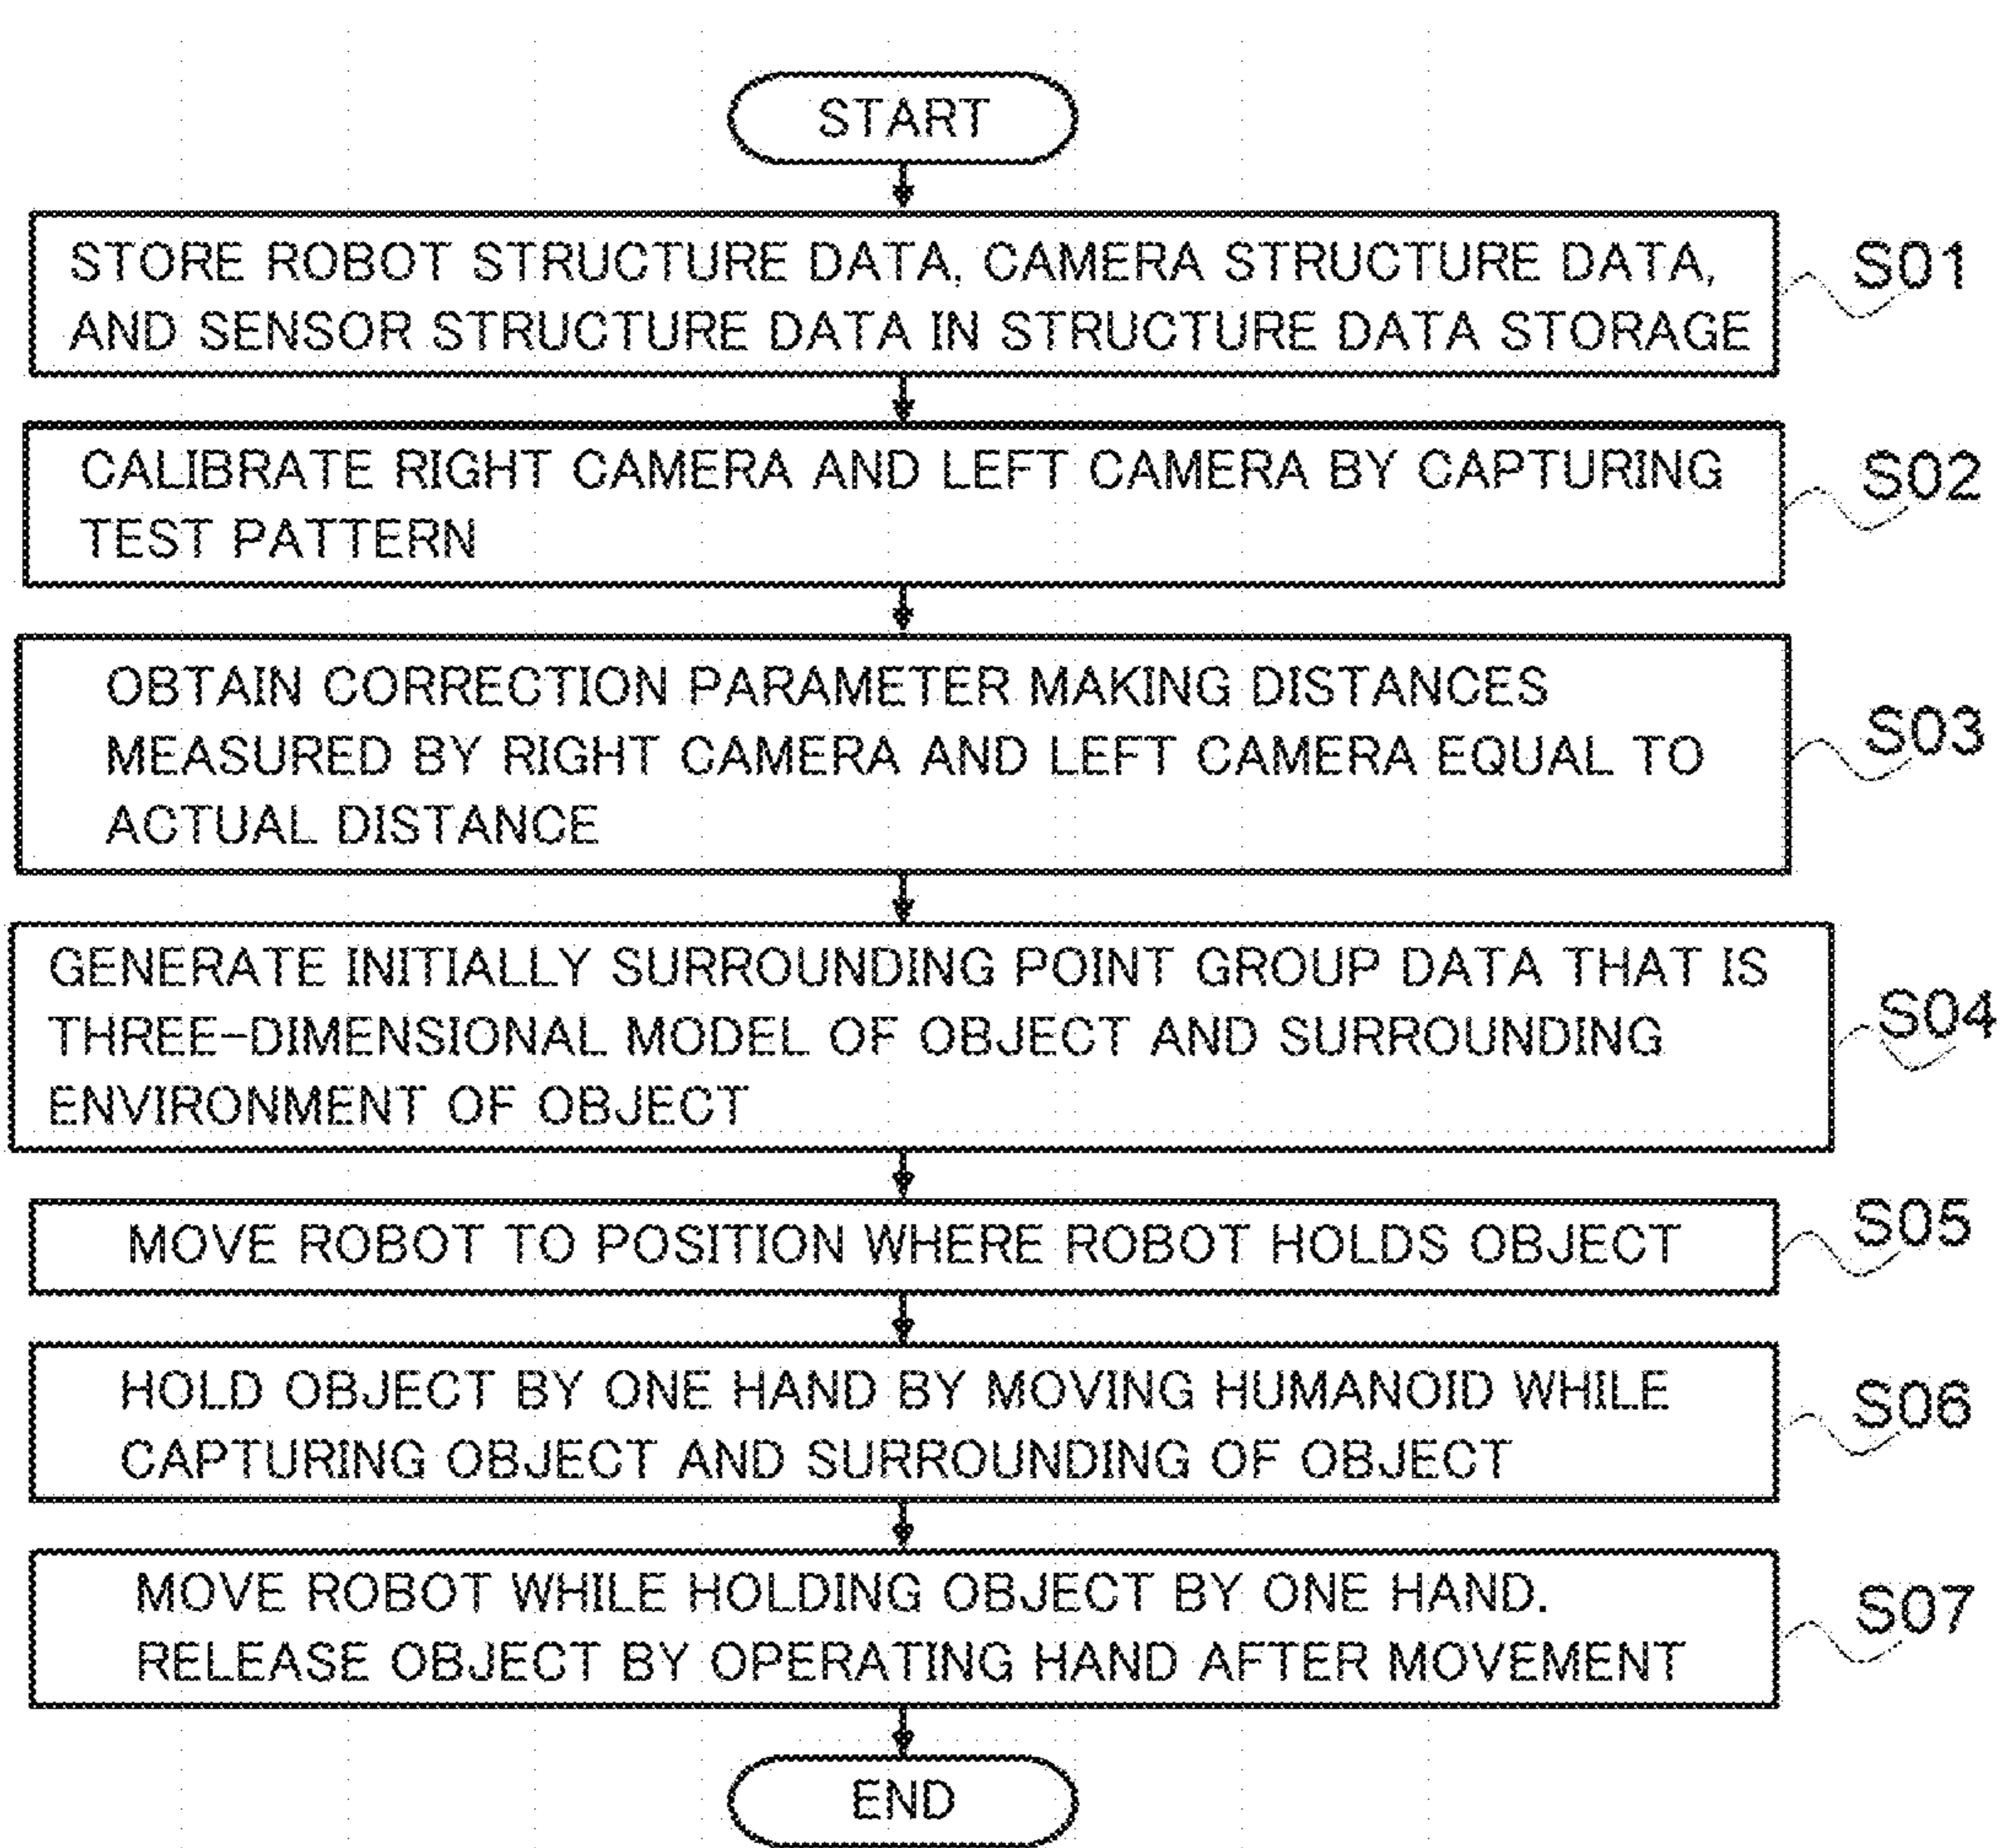 START
STORE ROBOT STRUCTURE DATA, CAMERA STRUCTURE DATA,
AND SENSOR STRUCTURE DATA IN STRUCTURE DATA STORAGE
S01
CALIBRATE RIGHT CAMERA AND LEFT CAMERA BY CAPTURING
TEST PATTERN
S02
OBTAIN CORRECTION PARAMETER MAKING DISTANCES
MEASURED BY RIGHT CAMERA AND LEFT CAMERA EQUAL TO
ACTUAL DISTANCE
S03
GENERATE INITIALLY SURROUNDING POINT GROUP DATA THAT IS
THREE-DIMENSIONAL MODEL OF OBJECT AND SURROUNDING
ENVIRONMENT OF OBJECT
S04
MOVE ROBOT TO POSITION WHERE ROBOT HOLDS OBJECT
S05
HOLD OBJECT BY ONE HAND BY MOVING HUMANOID WHILE
CAPTURING OBJECT AND SURROUNDING OF OBJECT
S06
MOVE ROBOT WHILE HOLDING OBJECT BY ONE HAND.
RELEASE OBJECT BY OPERATING HAND AFTER MOVEMENT
S07
END